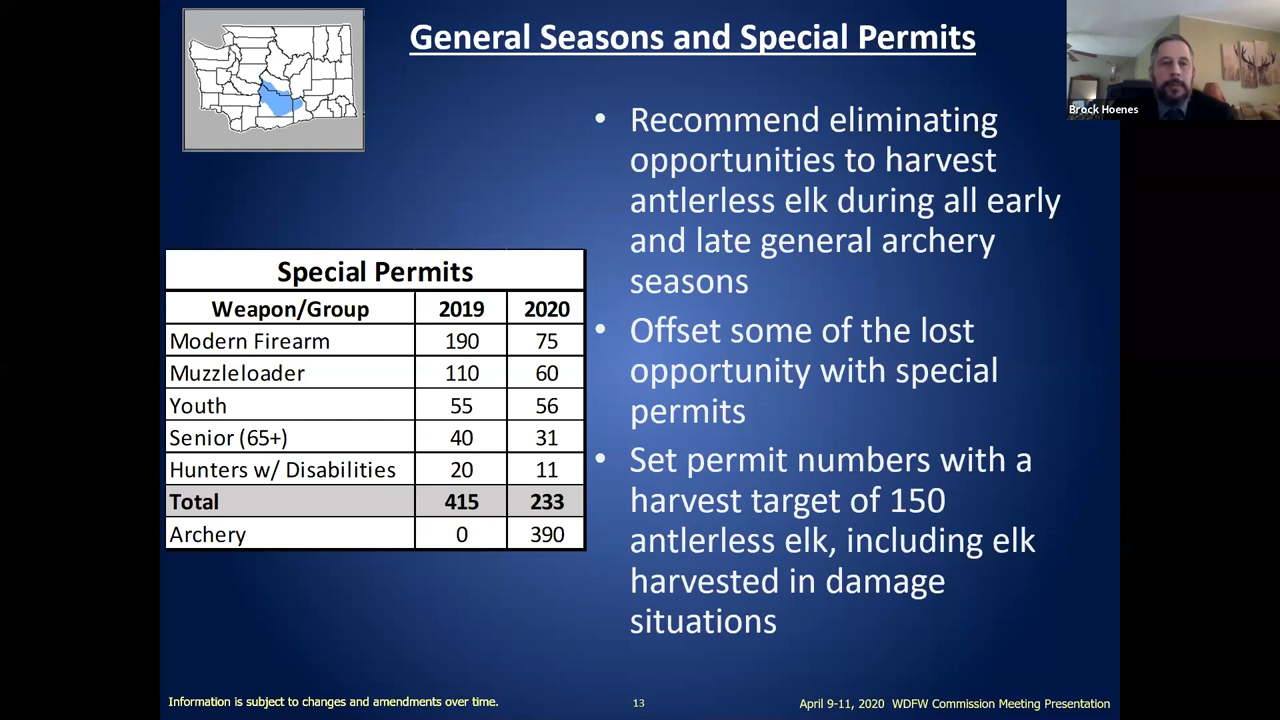 General Seasons and Special Permits
Brock Hoenes
• Recommend eliminating
opportunities to harvest
antlerless elk during all early
and late general archery
seasons
• Offset some of the lost
opportunity with special
permits
• Set permit numbers with a
harvest target of 150
antlerless elk, including elk
harvested in damage
situations
Special Permits
Weapon/Group 2019 2020
Modern Firearm 190 75
Muzzleloader 110 60
Youth 55 56
Senior (65+) 40 31
Hunters w/ Disabilities 20 11
Total 415 233
Archery 0 390
Information is subject to changes and amendments over time.
13
April 9-11, 2020 WDFW Commission Meeting Presentation